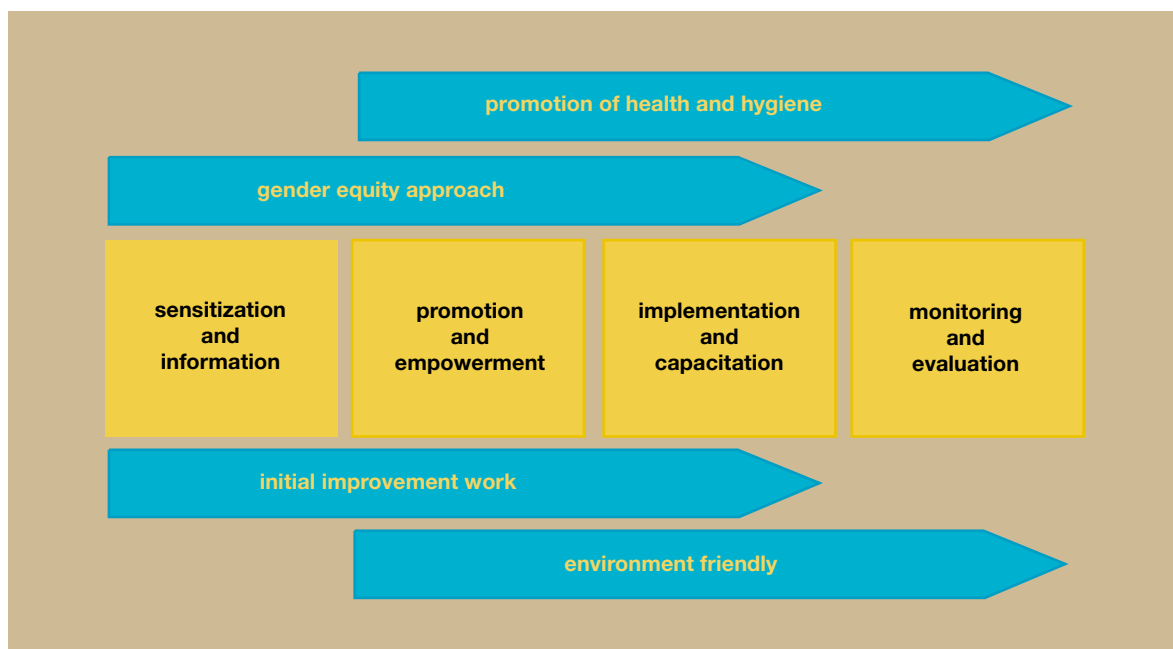 promotion of health and hygiene
gender equity approach
sensitization
and
information
promotion
and
empowerment
implementation
and
capacitation
monitoring
and
evaluation
initial improvement work
environment friendly